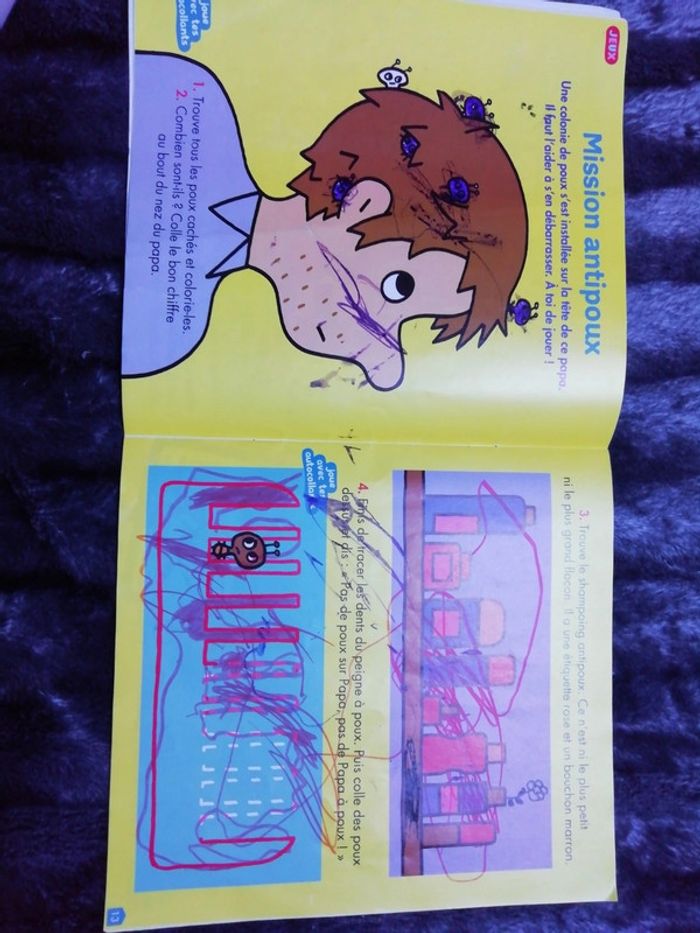 JEUX
Mission antipoux
Une colonie de poux s'est installée sur la tête de ce papa.
Il faut l'aider à s'en débarrasser. À toi de jouer !
1. Trouve tous les poux cachés et colorie-les.
2. Combien sont-ils ? Colle le bon chiffre
au bout du nez du papa.
joue
avec tes
autocollants
3. Trouve le shampoing antipoux. Ce n'est ni le plus petit
ni le plus grand flacon. Il a une étiquette rose et un bouchon marron.
4. Finis de tracer les dents du peigne à poux. Puis colle des poux
dessus et dis : « Pas de poux sur Papa, pas de Papa à poux ! »
joue
avec tes
autocollants
13